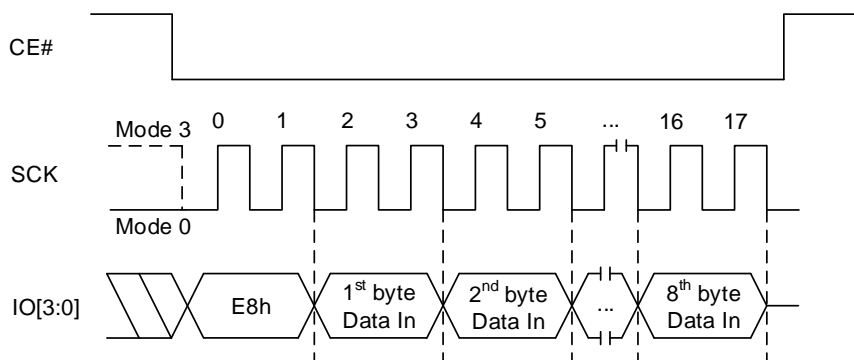 CE#
Mode 3
0 1 2 3 4 5 ... 16 17
SCK
Mode 0
IO[3:0]
E8h
1st byte
Data In
2nd byte
Data In
...
8th byte
Data In